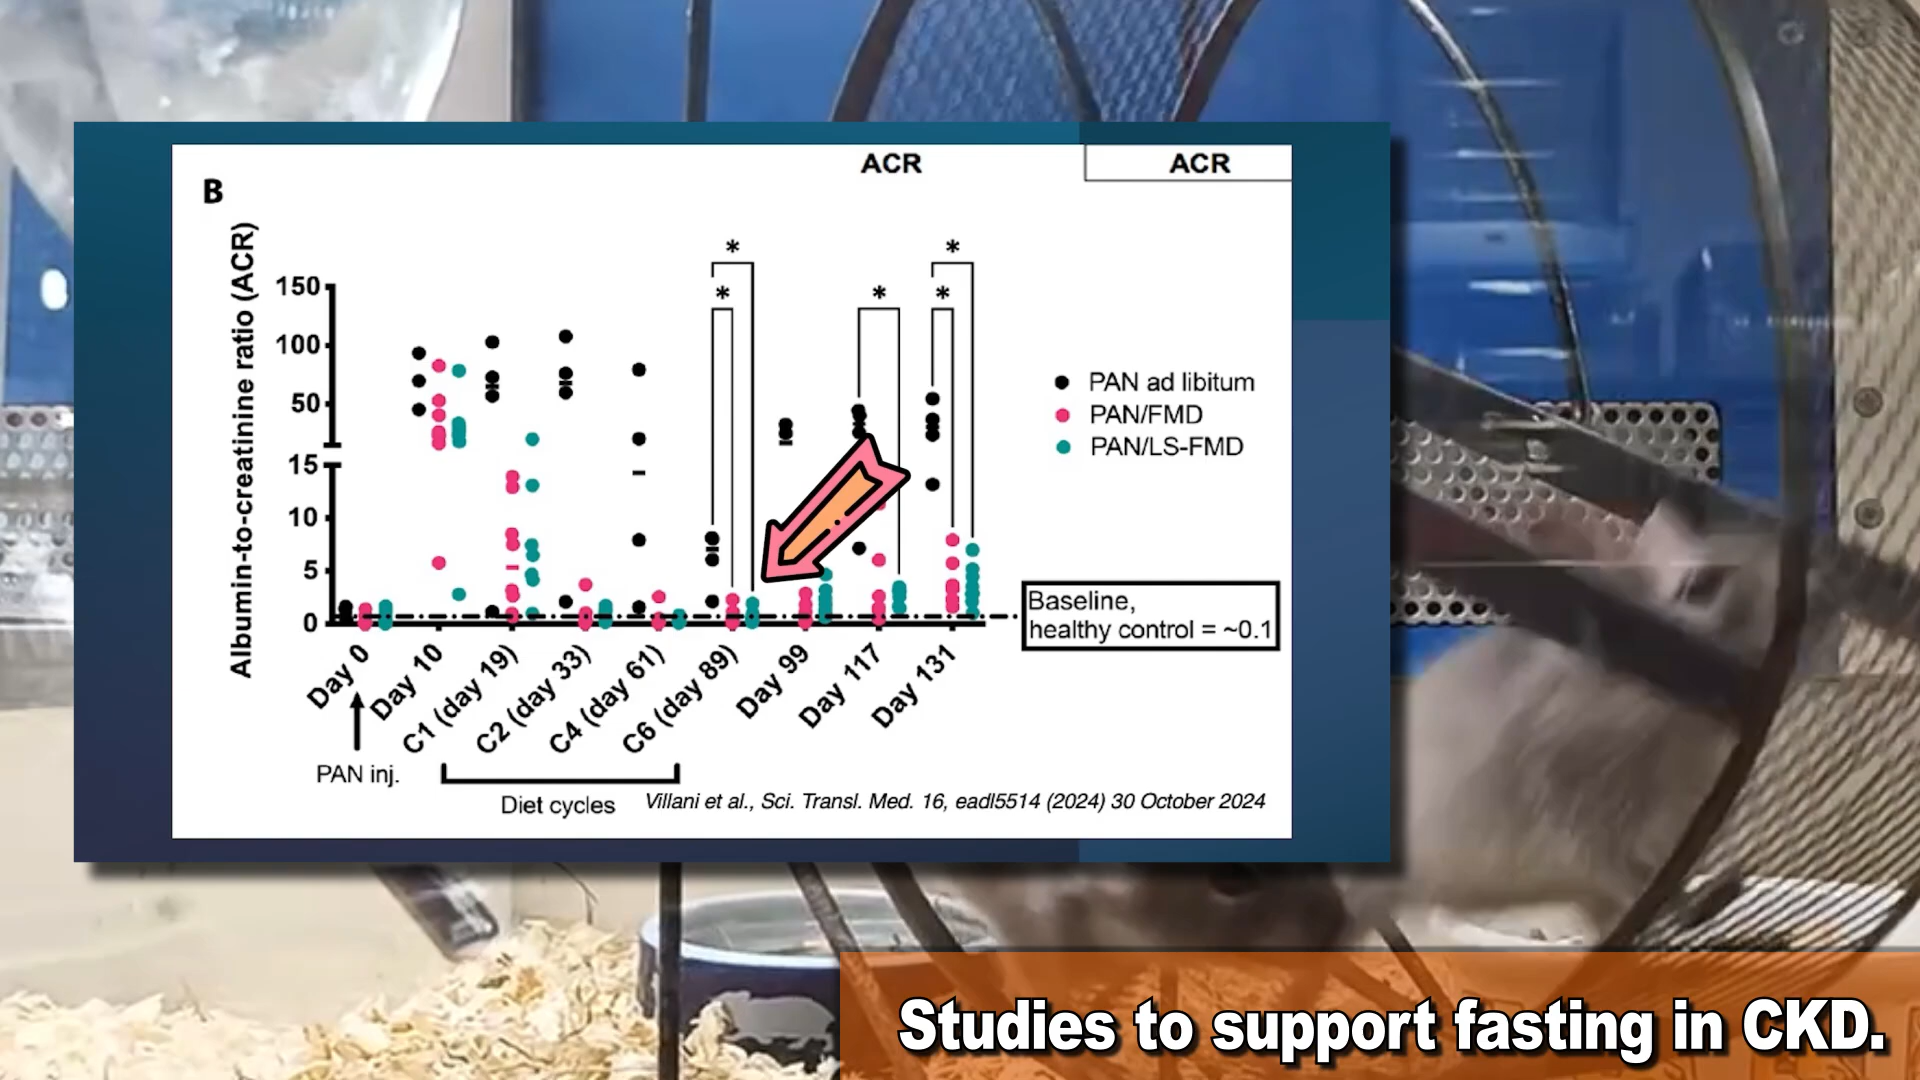 ACR
ACR
B
Albumin-to-creatinine ratio (ACR)
150
100
50
15
10
5
0
*
*
*
*
*
PAN ad libitum
PAN/FMD
PAN/LS-FMD
Baseline,
healthy control = ~0.1
Day 0
Day 10
C1 (day 19)
C2 (day 33)
C4 (day 61)
C6 (day 89)
Day 99
Day 117
Day 131
PAN inj.
Diet cycles
Villani et al., Sci. Transl. Med. 16, eadl5514 (2024) 30 October 2024
Studies to support fasting in CKD.